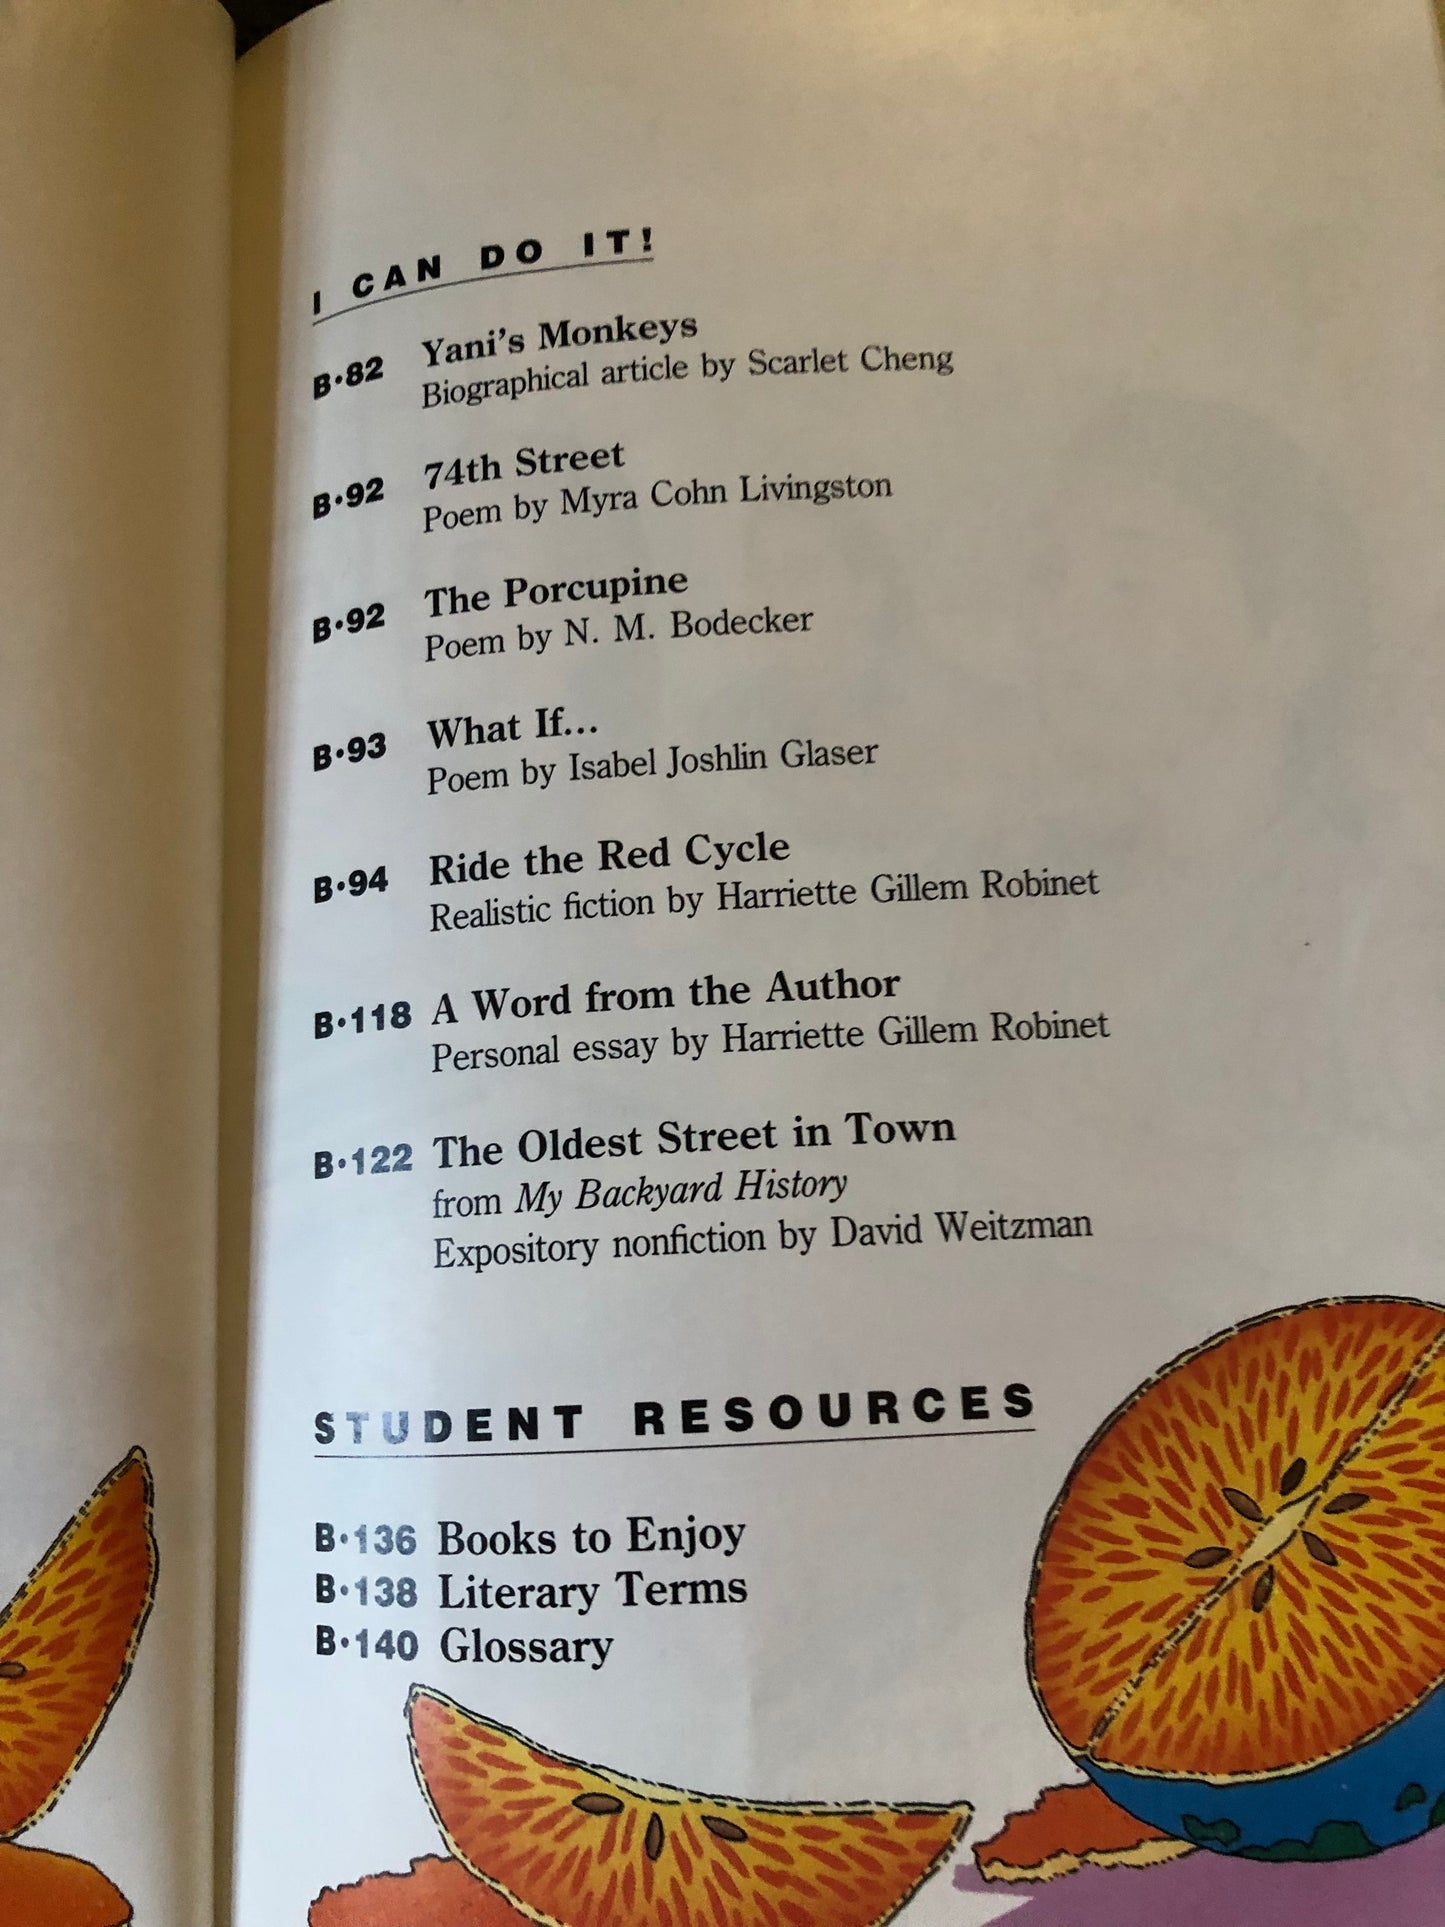 I CAN DO IT!
B•82 Yani's Monkeys
Biographical article by Scarlet Cheng
B•92 74th Street
Poem by Myra Cohn Livingston
B•92 The Porcupine
Poem by N. M. Bodecker
B•93 What If...
Poem by Isabel Joshlin Glaser
B•94 Ride the Red Cycle
Realistic fiction by Harriette Gillem Robinet
B•118 A Word from the Author
Personal essay by Harriette Gillem Robinet
B•122 The Oldest Street in Town
from My Backyard History
Expository nonfiction by David Weitzman
STUDENT RESOURCES
B•136 Books to Enjoy
B•138 Literary Terms
B•140 Glossary